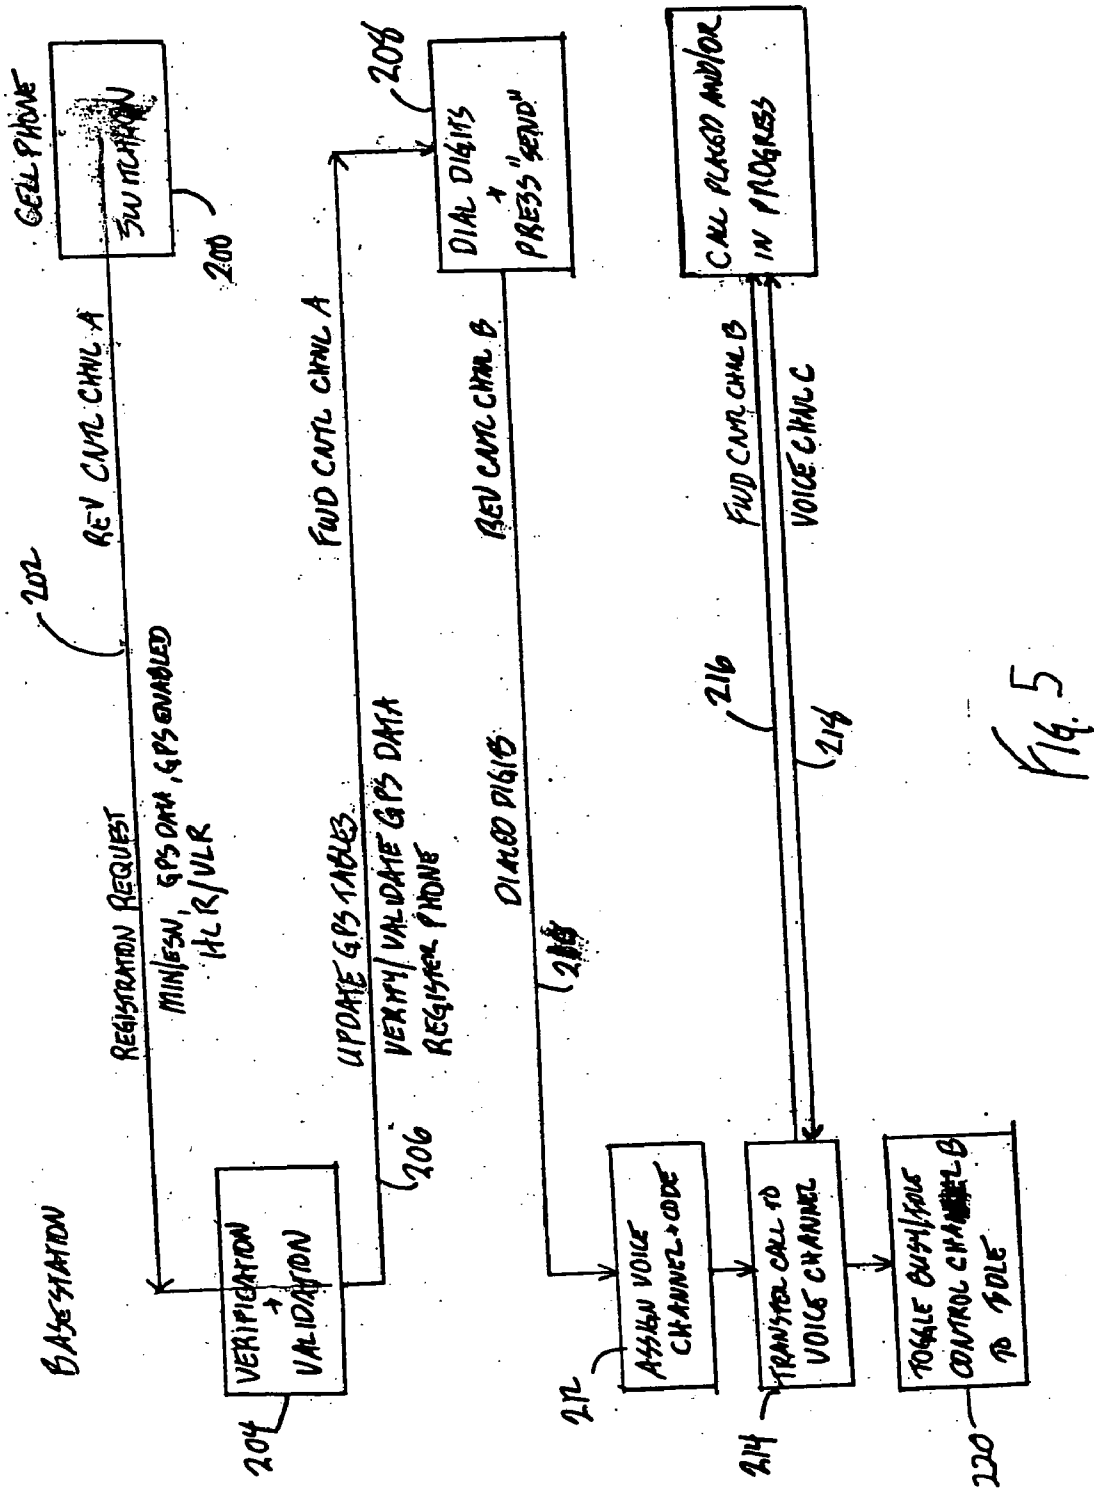 BASESTATION
CELL PHONE
SWITCH ON
200
REV CNTL CHNL A
202
REGISTRATION REQUEST
MIN/ESN, GPS DATA, GPS ENABLED
HLR/VLR
VERIFICATION
+
VALIDATION
204
FWD CNTL CHNL A
UPDATE GPS TABLES
VERIFY/VALIDATE GPS DATA
REGISTER PHONE
206
208
DIAL DIGITS
+
PRESS "SEND"
REV CNTL CHNL B
DIALED DIGITS
ASSIGN VOICE
CHANNEL + CODE
212
TRANSFER CALL TO
VOICE CHANNEL
214
FWD CNTL CHNL B
216
VOICE CHNL C
218
CALL PLACED AND/OR
IN PROGRESS
TOGGLE BUSY/IDLE
CONTROL CHANNEL B
TO IDLE
220
FIG. 5